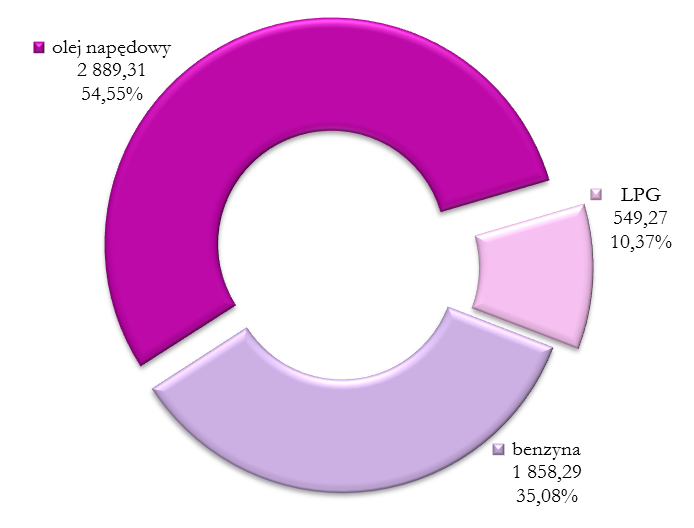 olej napędowy
2 889,31
54,55%
LPG
549,27
10,37%
benzyna
1 858,29
35,08%